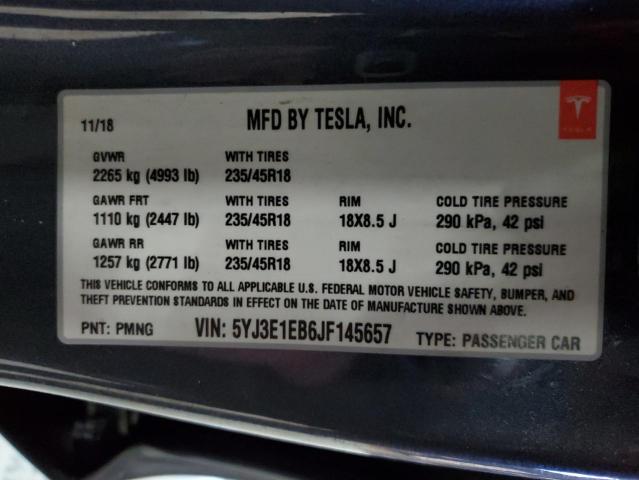 11/18 MFD BY TESLA, INC.
TESLA
GVWR WITH TIRES
2265 kg (4993 lb) 235/45R18
GAWR FRT WITH TIRES RIM COLD TIRE PRESSURE
1110 kg (2447 lb) 235/45R18 18X8.5 J 290 kPa, 42 psi
GAWR RR WITH TIRES RIM COLD TIRE PRESSURE
1257 kg (2771 lb) 235/45R18 18X8.5 J 290 kPa, 42 psi
THIS VEHICLE CONFORMS TO ALL APPLICABLE U.S. FEDERAL MOTOR VEHICLE SAFETY, BUMPER, AND
THEFT PREVENTION STANDARDS IN EFFECT ON THE DATE OF MANUFACTURE SHOWN ABOVE.
PNT: PMNG VIN: 5YJ3E1EB6JF145657 TYPE: PASSENGER CAR